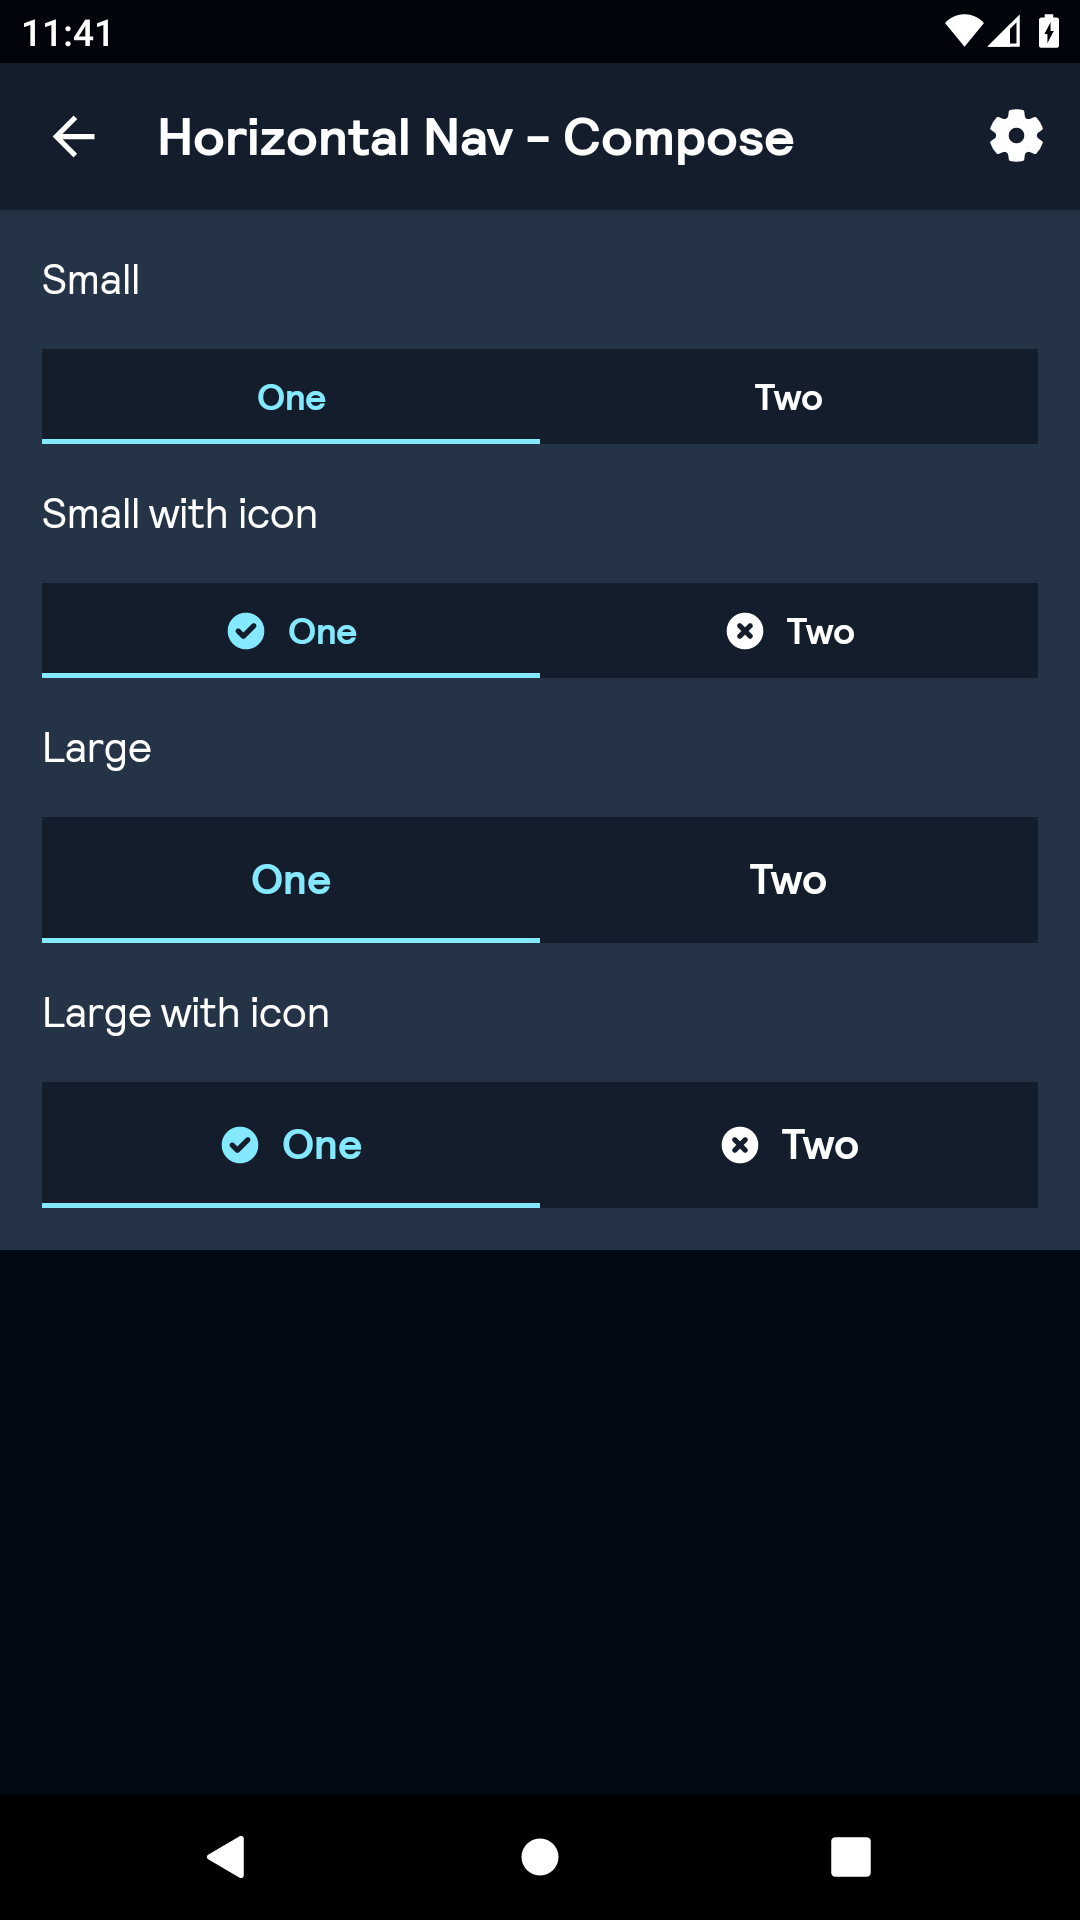 11:41
Horizontal Nav - Compose
Small
One Two
Small with icon
One Two
Large
One Two
Large with icon
One Two